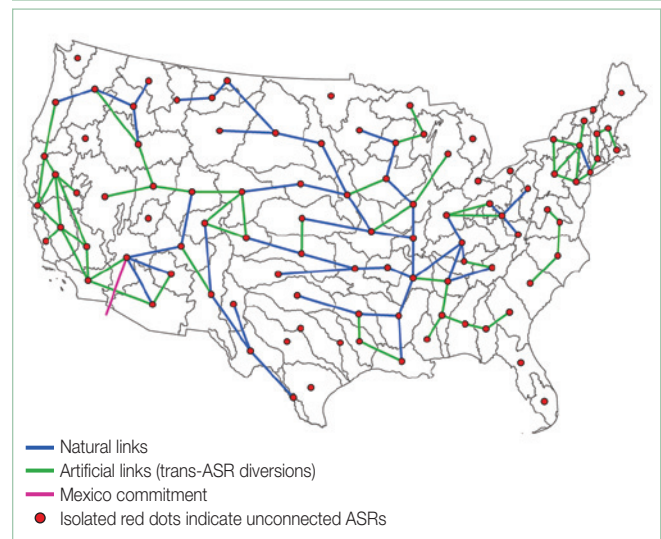 Natural links
Artificial links (trans-ASR diversions)
Mexico commitment
Isolated red dots indicate unconnected ASRs